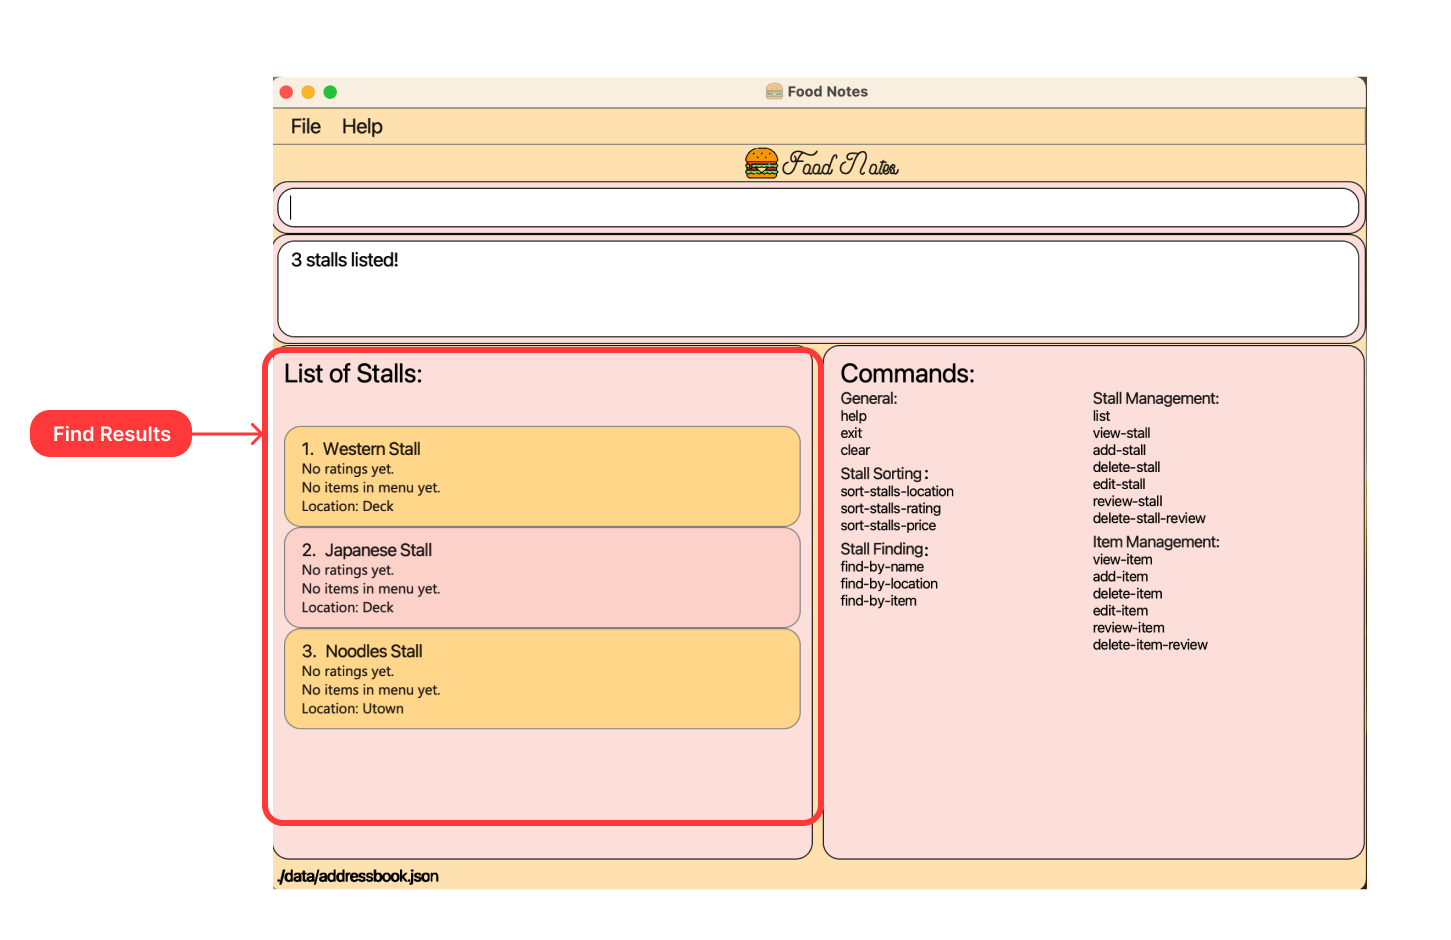 Food Notes
File Help
Food Notes
3 stalls listed!
Find Results
List of Stalls:
1. Western Stall
No ratings yet.
No items in menu yet.
Location: Deck
2. Japanese Stall
No ratings yet.
No items in menu yet.
Location: Deck
3. Noodles Stall
No ratings yet.
No items in menu yet.
Location: Utown
Commands:
General:
help
exit
clear
Stall Sorting:
sort-stalls-location
sort-stalls-rating
sort-stalls-price
Stall Finding:
find-by-name
find-by-location
find-by-item
Stall Management:
list
view-stall
add-stall
delete-stall
edit-stall
review-stall
delete-stall-review
Item Management:
view-item
add-item
delete-item
edit-item
review-item
delete-item-review
./data/addressbook.json